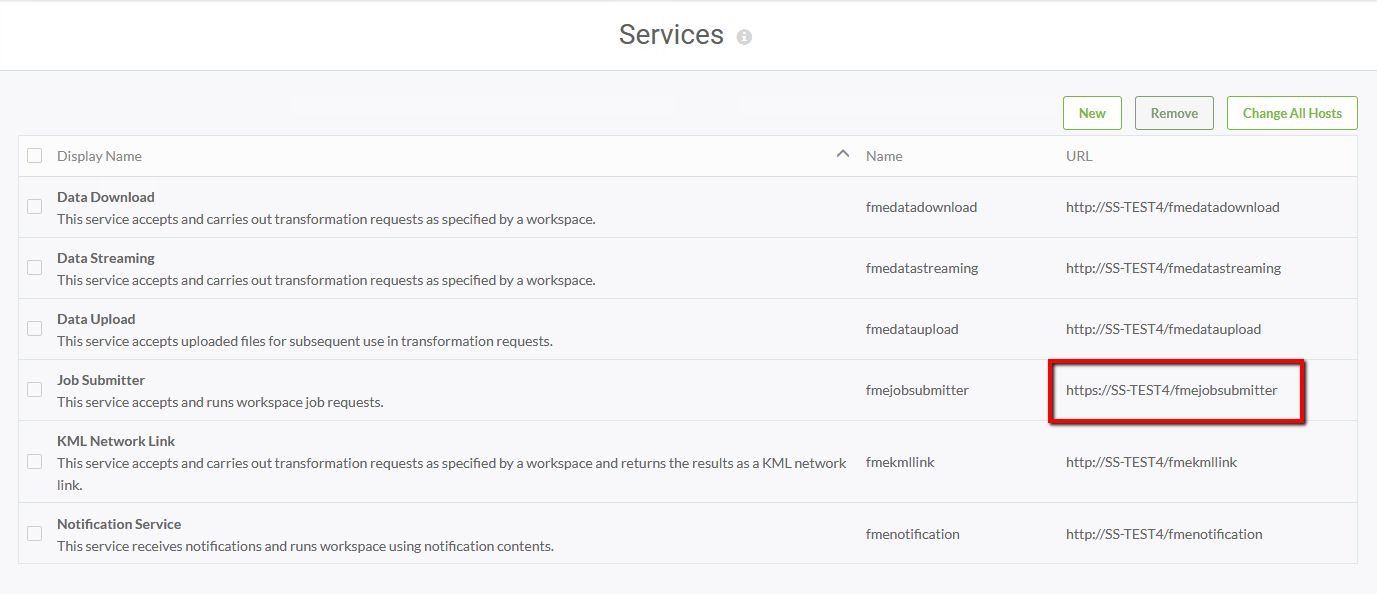 Services
New
Remove
Change All Hosts
Display Name
Name
URL
Data Download
This service accepts and carries out transformation requests as specified by a workspace.
fmedatadownload
http://SS-TEST4/fmedatadownload
Data Streaming
This service accepts and carries out transformation requests as specified by a workspace.
fmedatastreaming
http://SS-TEST4/fmedatastreaming
Data Upload
This service accepts uploaded files for subsequent use in transformation requests.
fmedataupload
http://SS-TEST4/fmedataupload
Job Submitter
This service accepts and runs workspace job requests.
fmejobsubmitter
https://SS-TEST4/fmejobsubmitter
KML Network Link
This service accepts and carries out transformation requests as specified by a workspace and returns the results as a KML network
link.
fmekmllink
http://SS-TEST4/fmekmllink
Notification Service
This service receives notifications and runs workspace using notification contents.
fmenotification
http://SS-TEST4/fmenotification